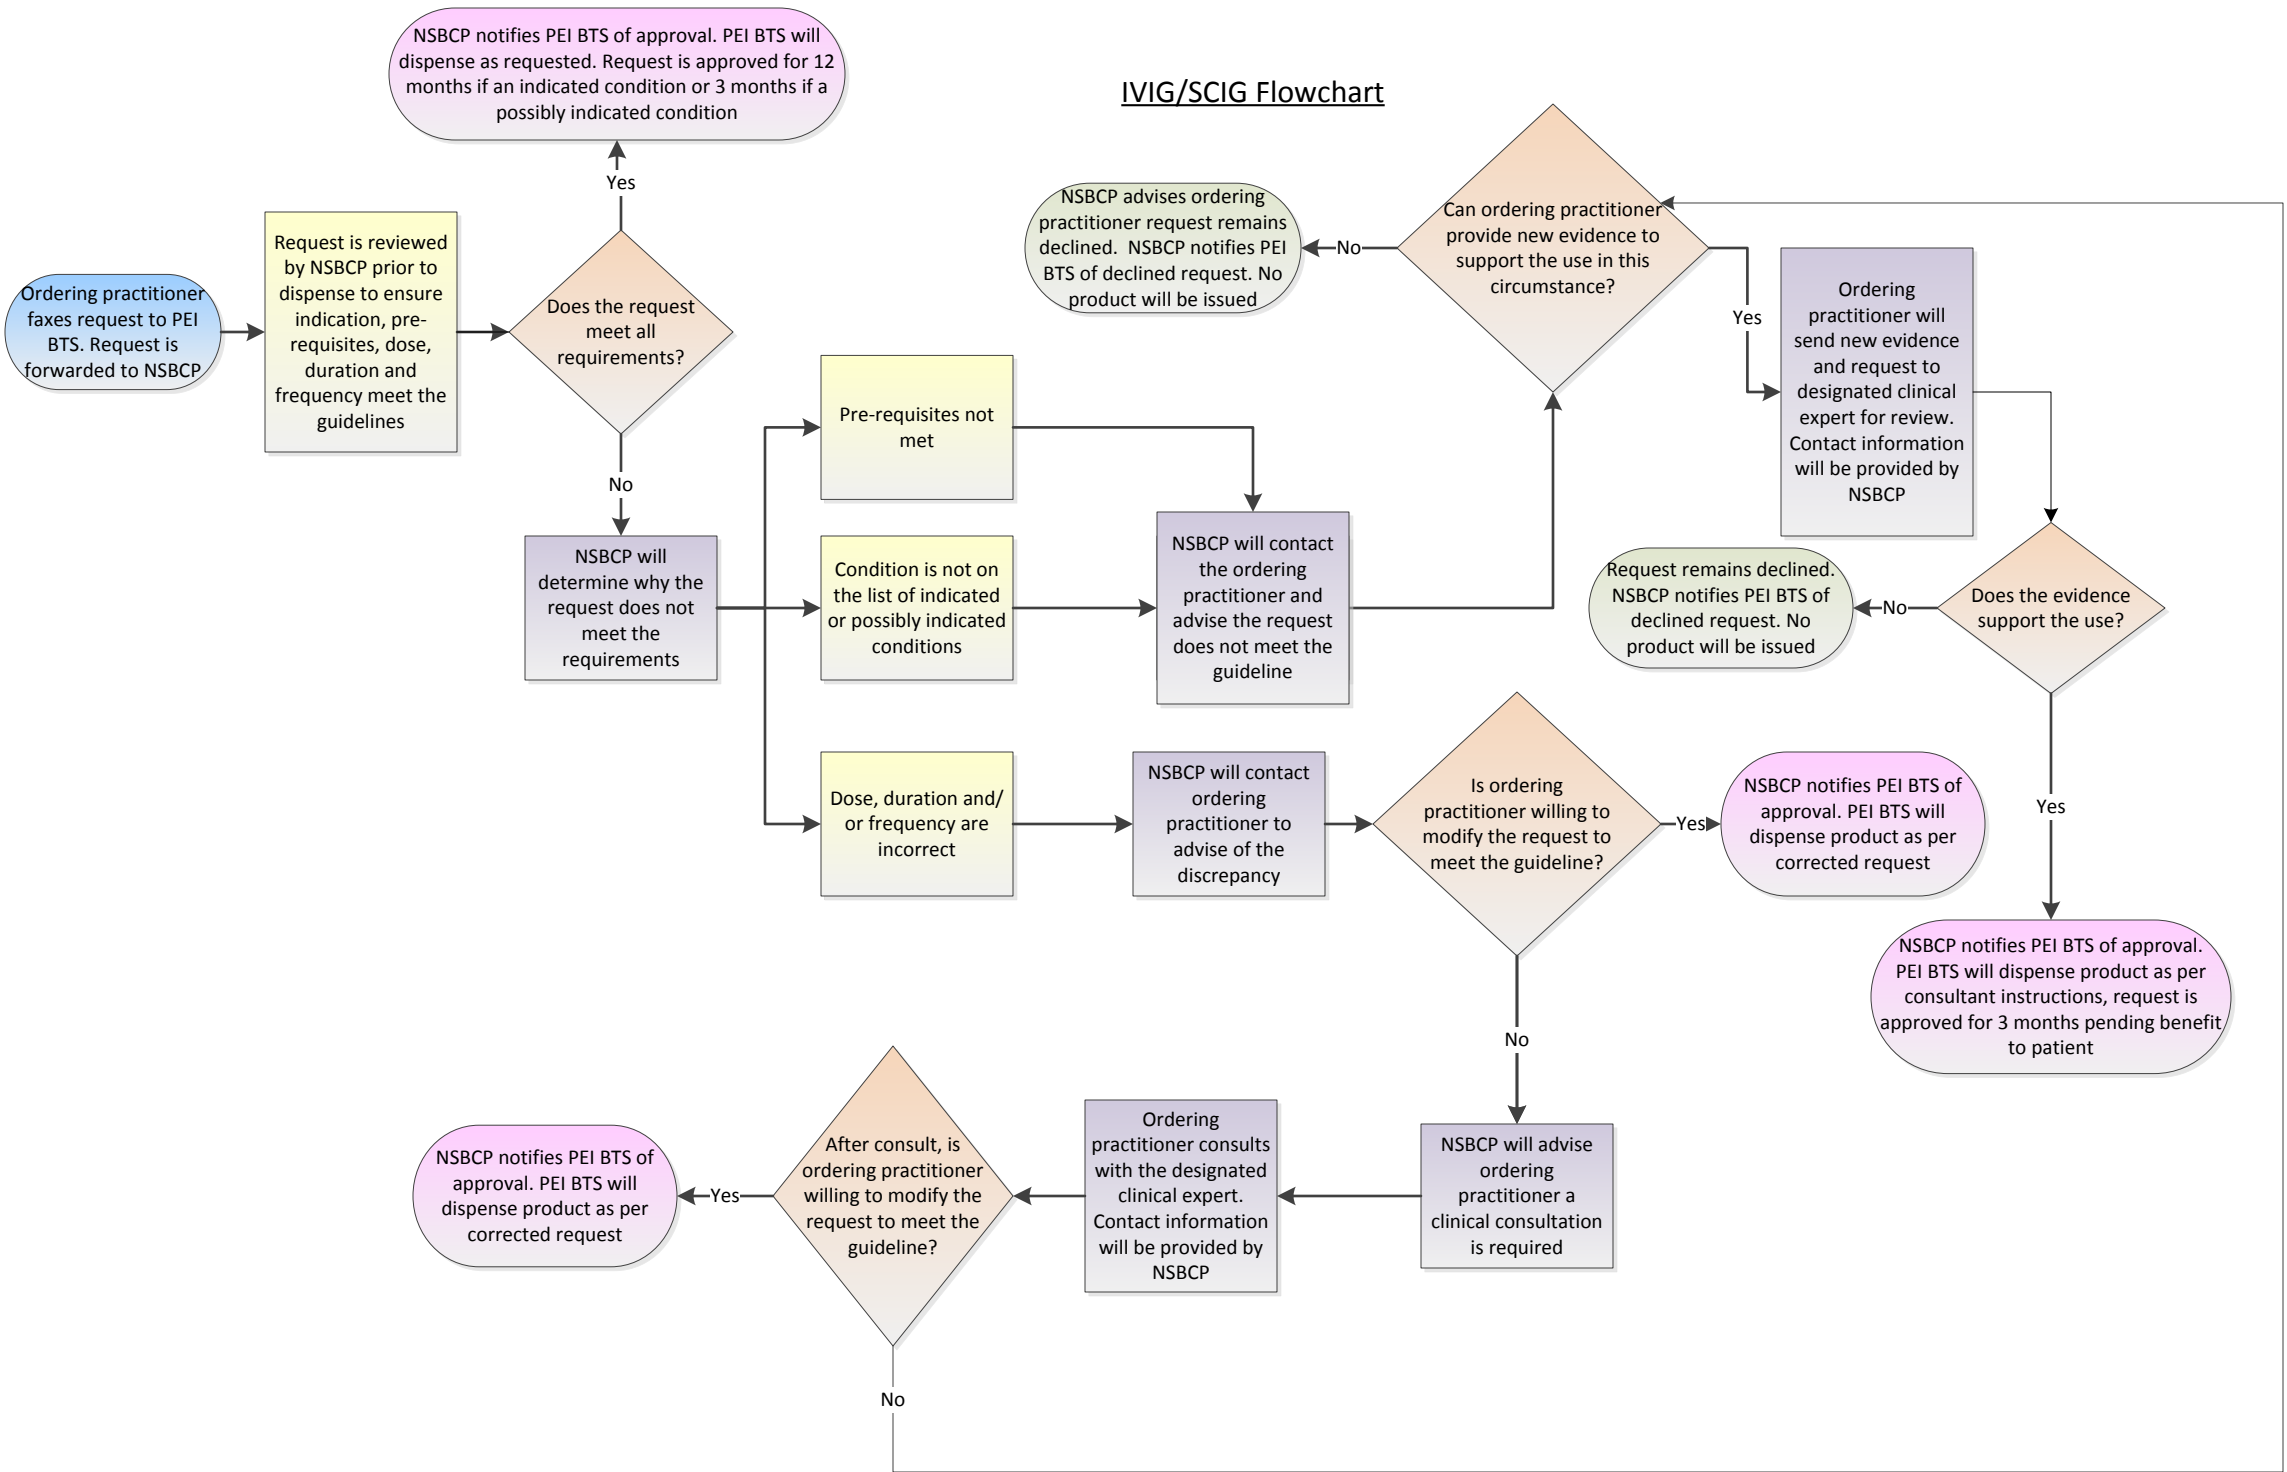 IVIG/SCIG Flowchart
NSBCP notifies PEI BTS of approval. PEI BTS will
dispense as requested. Request is approved for 12
months if an indicated condition or 3 months if a
possibly indicated condition
Yes
Ordering practitioner
faxes request to PEI
BTS. Request is
forwarded to NSBCP
Request is reviewed
by NSBCP prior to
dispense to ensure
indication, pre-
requisites, dose,
duration and
frequency meet the
guidelines
Does the request
meet all
requirements?
No
NSBCP will
determine why the
request does not
meet the
requirements
Pre-requisites not
met
Condition is not on
the list of indicated
or possibly indicated
conditions
Dose, duration and/
or frequency are
incorrect
NSBCP will contact
the ordering
practitioner and
advise the request
does not meet the
guideline
NSBCP advises ordering
practitioner request remains
declined.  NSBCP notifies PEI
BTS of declined request. No
product will be issued
No
Can ordering practitioner
provide new evidence to
support the use in this
circumstance?
Yes
Ordering
practitioner will
send new evidence
and request to
designated clinical
expert for review.
Contact information
will be provided by
NSBCP
Request remains declined.
NSBCP notifies PEI BTS of
declined request. No
product will be issued
No
Does the evidence
support the use?
Yes
NSBCP notifies PEI BTS of approval.
PEI BTS will dispense product as per
consultant instructions, request is
approved for 3 months pending benefit
to patient
NSBCP will contact
ordering
practitioner to
advise of the
discrepancy
Is ordering
practitioner willing to
modify the request to
meet the guideline?
Yes
NSBCP notifies PEI BTS of
approval. PEI BTS will
dispense product as per
corrected request
No
NSBCP will advise
ordering
practitioner a
clinical consultation
is required
Ordering
practitioner consults
with the designated
clinical expert.
Contact information
will be provided by
NSBCP
After consult, is
ordering practitioner
willing to modify the
request to meet the
guideline?
Yes
NSBCP notifies PEI BTS of
approval. PEI BTS will
dispense product as per
corrected request
No